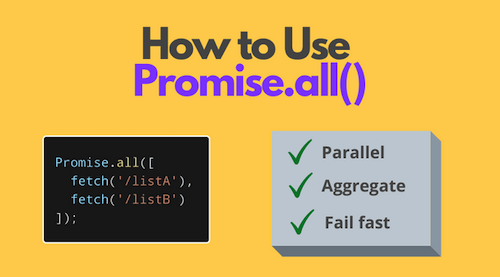 How to Use
Promise.all()
Promise.all([
  fetch('/listA'),
  fetch('/listB')
]);
Parallel
Aggregate
Fail fast